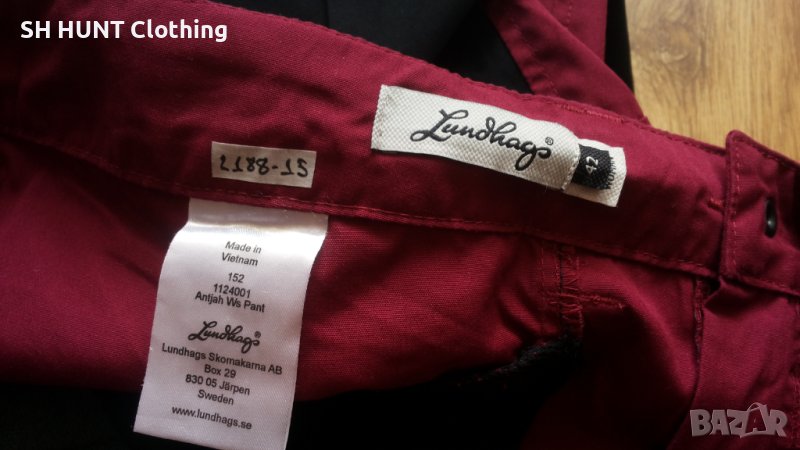 SH HUNT Clothing
Lundhags®
42
2188-15
Made in
Vietnam
152
1124001
Antjah Ws Pant
Lundhags®
Lundhags Skomakarna AB
Box 29
830 05 Järpen
Sweden
www.lundhags.se
BAZAR